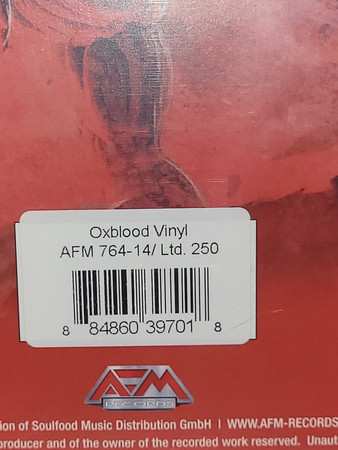 Oxblood Vinyl
AFM 764-14/ Ltd. 250
8 84860 39701 8
AFM
RECORDS
ion of Soulfood Music Distribution GmbH | WWW.AFM-RECORDS
producer and of the owner of the recorded work reserved. Unaut